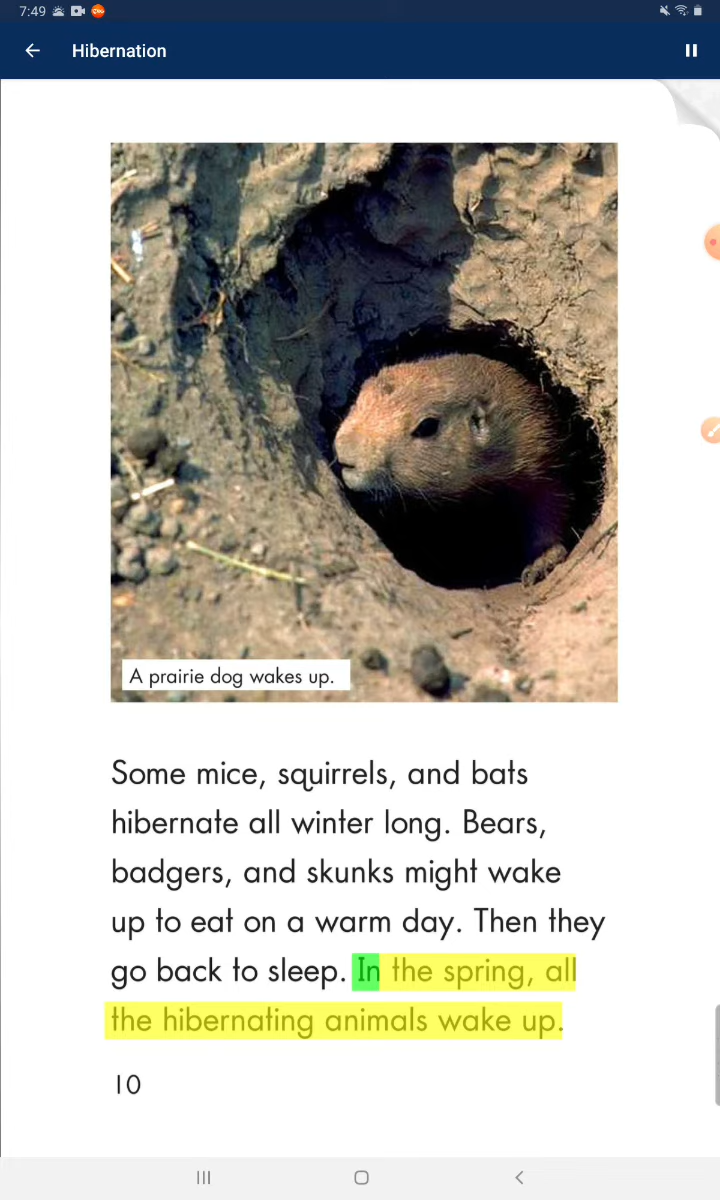 7:49
Hibernation
A prairie dog wakes up.
Some mice, squirrels, and bats
hibernate all winter long. Bears,
badgers, and skunks might wake
up to eat on a warm day. Then they
go back to sleep. In the spring, all
the hibernating animals wake up.
10